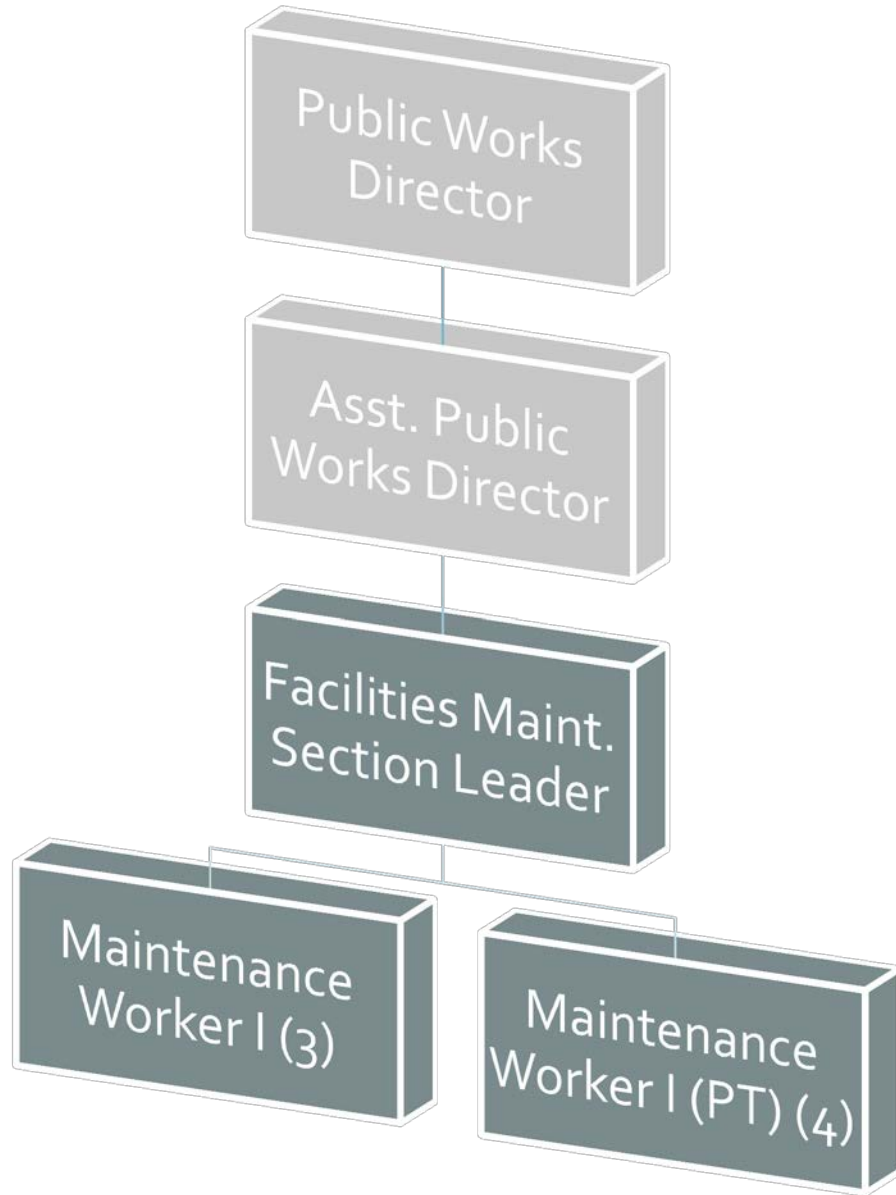 Public Works
Director
Asst. Public
Works Director
Facilities Maint.
Section Leader
Maintenance
Worker I (3)
Maintenance
Worker I (PT) (4)